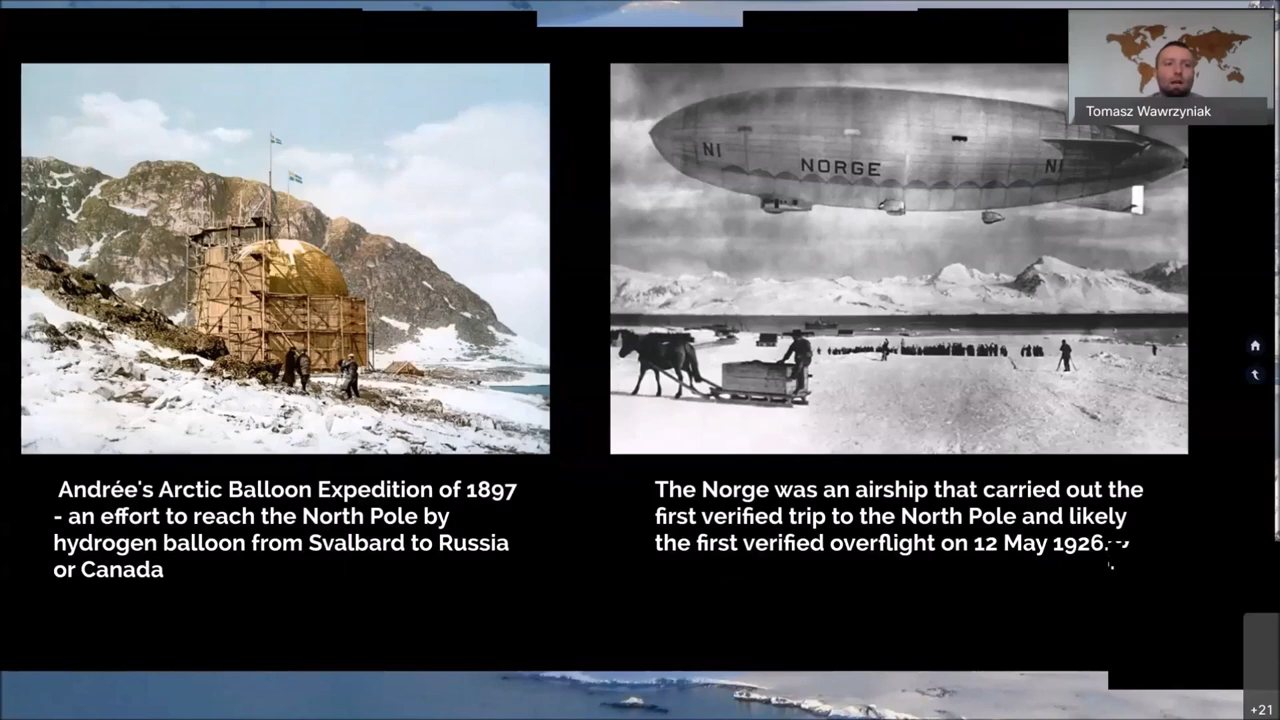 Tomasz Wawrzyniak
NI
NORGE
NI
Andrée's Arctic Balloon Expedition of 1897
- an effort to reach the North Pole by
hydrogen balloon from Svalbard to Russia
or Canada
The Norge was an airship that carried out the
first verified trip to the North Pole and likely
the first verified overflight on 12 May 1926.
+21